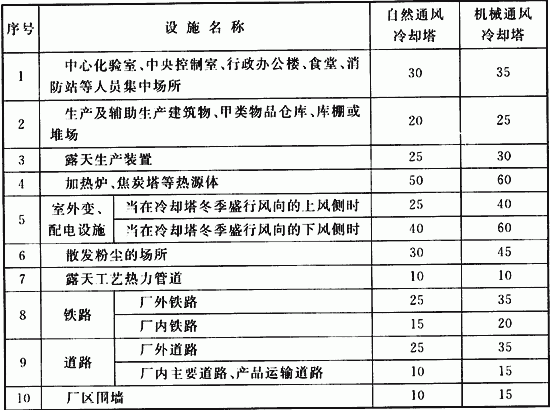 序号 设施名称 自然通风冷却塔 机械通风冷却塔
1 中心化验室、中央控制室、行政办公楼、食堂、消防站等人员集中场所 30 35
2 生产及辅助生产建筑物、甲类物品仓库、库棚或堆场 20 25
3 露天生产装置 25 30
4 加热炉、焦炭塔等热源体 50 60
5 室外变、配电设施 当在冷却塔冬季盛行风向的上风侧时 25 40
当在冷却塔冬季盛行风向的下风侧时 40 60
6 散发粉尘的场所 30 45
7 露天工艺热力管道 10 10
8 铁路 厂外铁路 25 35
厂内铁路 15 20
9 道路 厂外道路 25 35
厂内主要道路、产品运输道路 10 15
10 厂区围墙 10 15